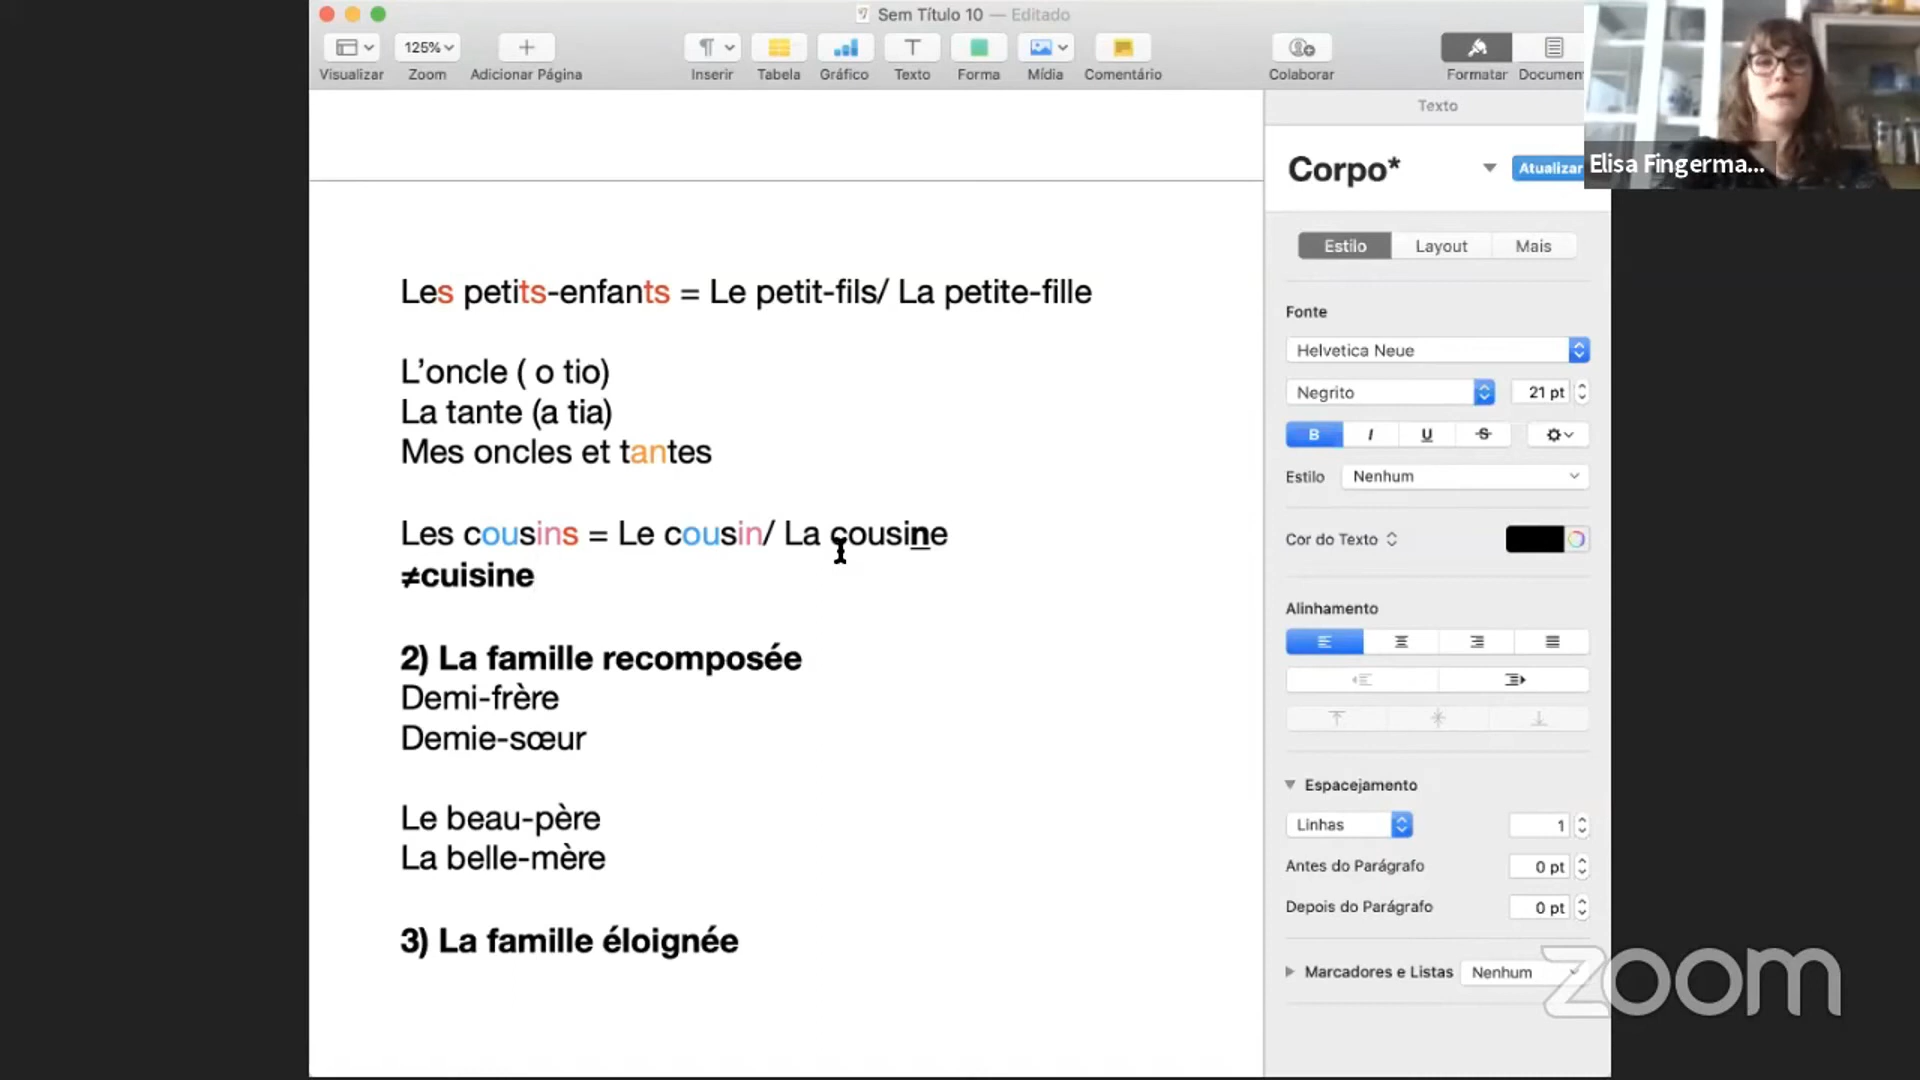 Sem Título 10 — Editado
125%
Visualizar Zoom Adicionar Página Inserir Tabela Gráfico Texto Forma Mídia Comentário Colaborar Formatar Documen
Texto
Corpo* Atualizar
Elisa Fingerma...
Estilo Layout Mais
Les petits-enfants = Le petit-fils/ La petite-fille
L’oncle ( o tio)
La tante (a tia)
Mes oncles et tantes
Les cousins = Le cousin/ La cousine
≠cuisine
2) La famille recomposée
Demi-frère
Demie-sœur
Le beau-père
La belle-mère
3) La famille éloignée
Fonte
Helvetica Neue
Negrito 21 pt
B I U S
Estilo Nenhum
Cor do Texto
Alinhamento
Espacejamento
Linhas 1
Antes do Parágrafo 0 pt
Depois do Parágrafo 0 pt
Marcadores e Listas Nenhum
zoom